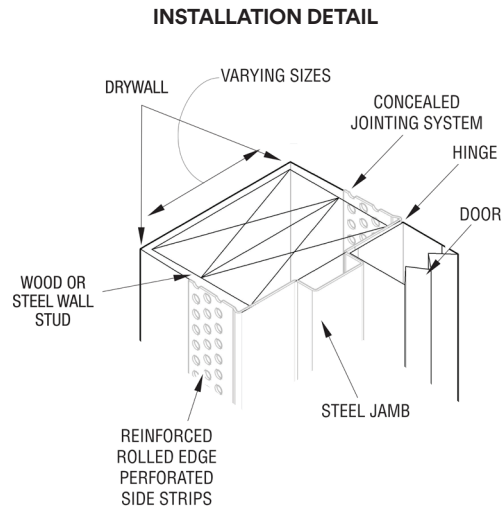 INSTALLATION DETAIL
VARYING SIZES
DRYWALL
CONCEALED
JOINTING SYSTEM
HINGE
DOOR
WOOD OR
STEEL WALL
STUD
STEEL JAMB
REINFORCED
ROLLED EDGE
PERFORATED
SIDE STRIPS